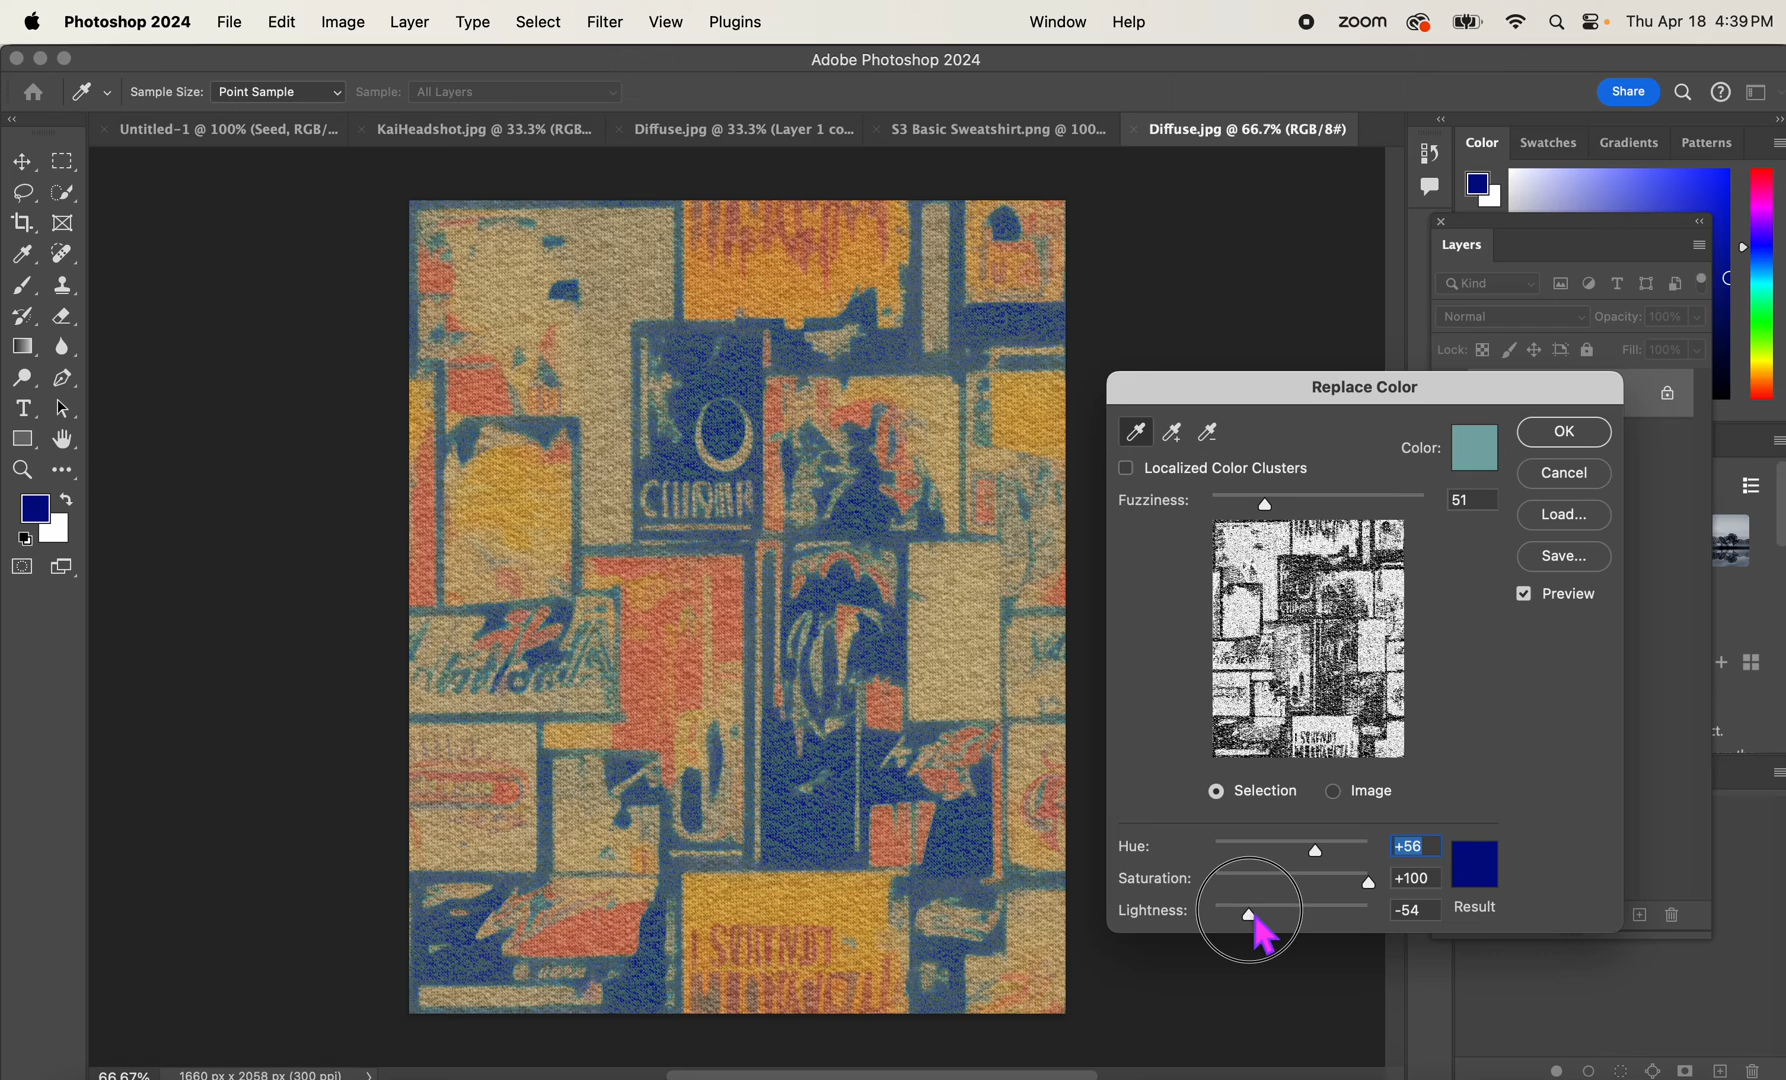 Photoshop 2024 File Edit Image Layer Type Select Filter View Plugins Window Help zoom Thu Apr 18 4:39 PM
Adobe Photoshop 2024
Sample Size: Point Sample Sample: All Layers Share
Untitled-1 @ 100% (Seed, RGB/... KaiHeadshot.jpg @ 33.3% (RGB... Diffuse.jpg @ 33.3% (Layer 1 co... S3 Basic Sweatshirt.png @ 100... Diffuse.jpg @ 66.7% (RGB/8#)
Color Swatches Gradients Patterns
Layers
Kind
Normal Opacity: 100%
Lock: Fill: 100%
Replace Color
Color:
OK
Localized Color Clusters
Cancel
Fuzziness: 51
Load...
Save...
Preview
Selection Image
Hue: +56
Saturation: +100
Lightness: -54 Result
66.67% 1660 px x 2058 px (300 ppi)